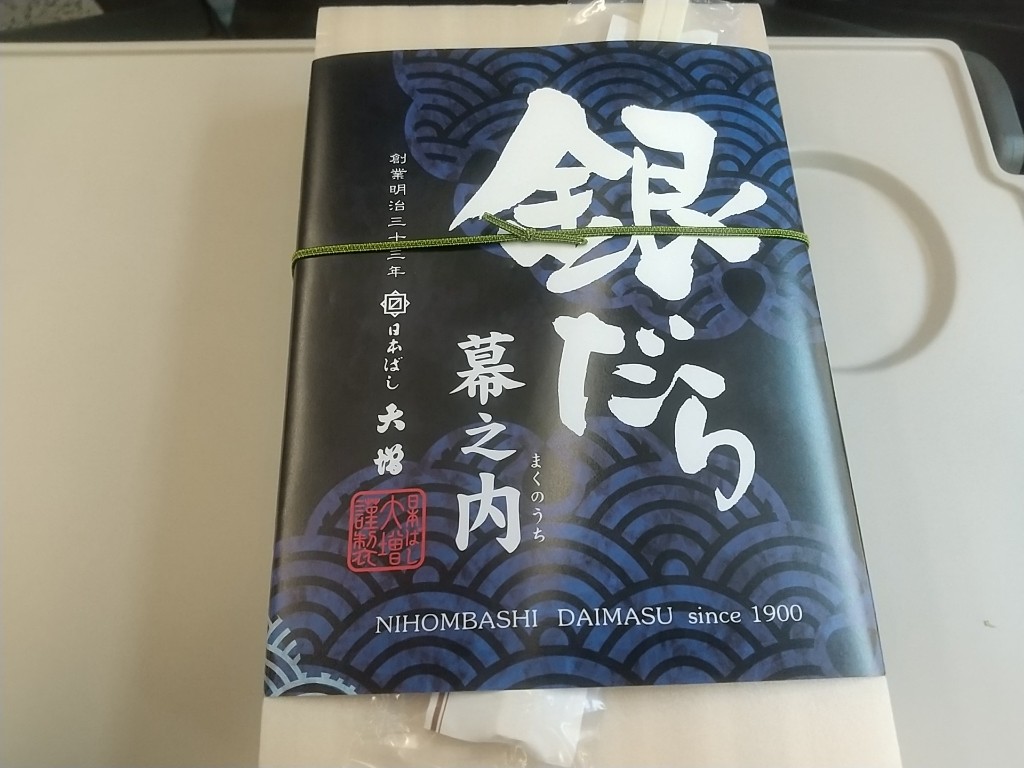 銀だら
幕之内
まくのうち
創業明治三十三年
日本ばし
大増
日本ばし
大増
謹製
NIHOMBASHI DAIMASU since 1900